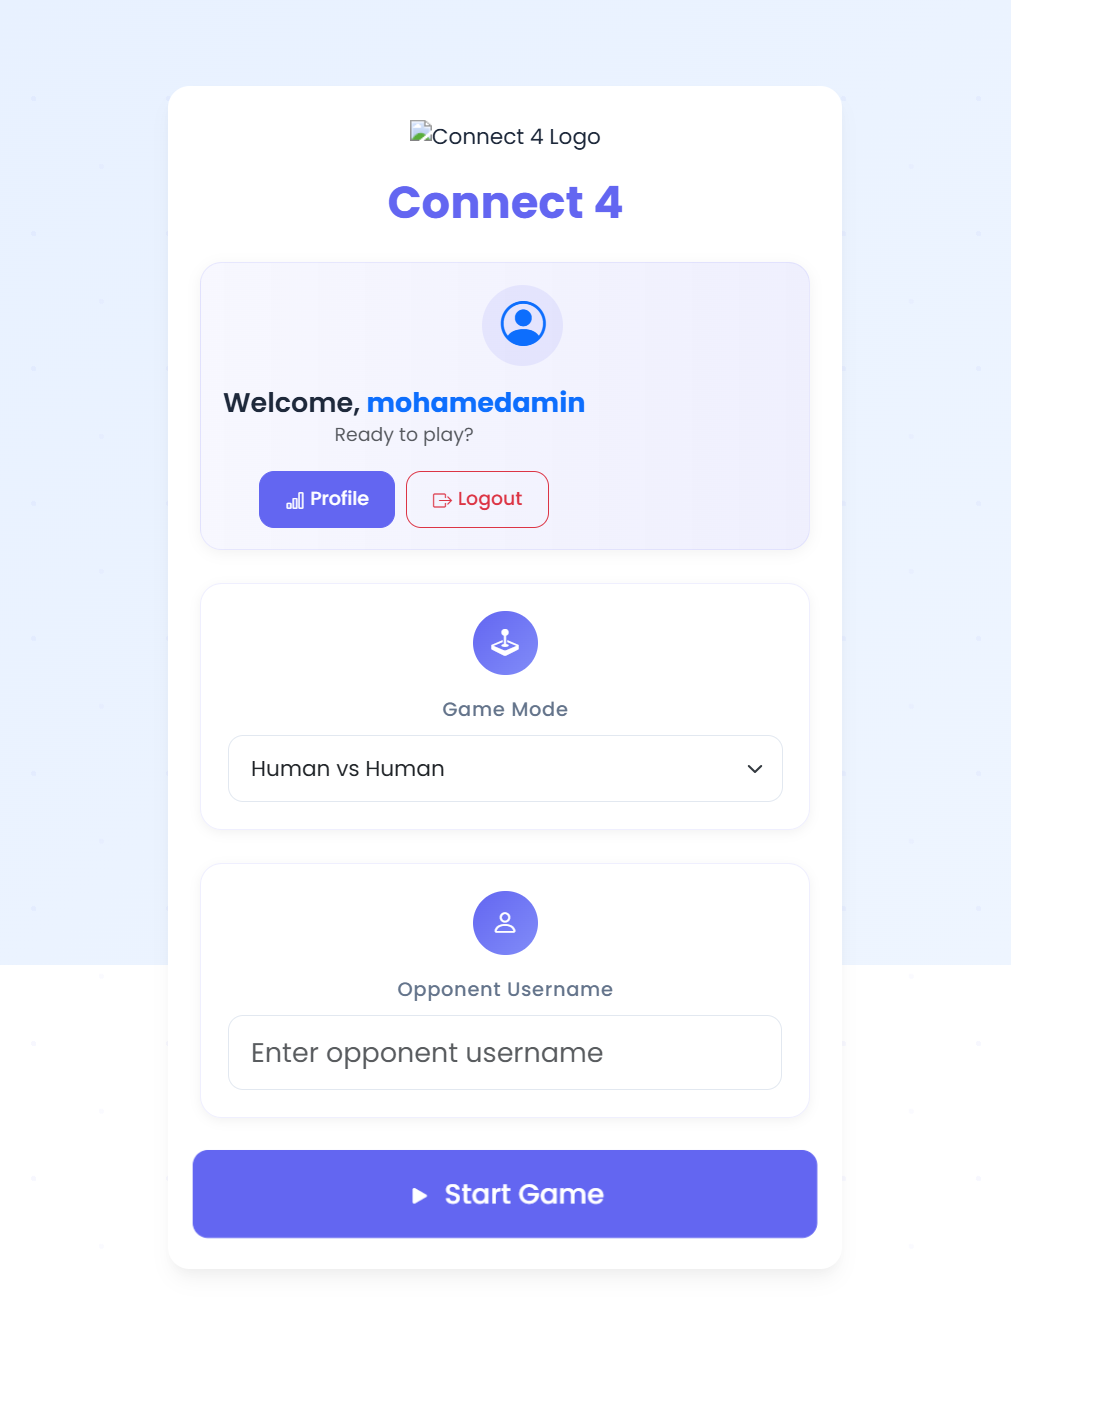 Connect 4 Logo
Connect 4
Welcome, mohamedamin
Ready to play?
Profile
Logout
Game Mode
Human vs Human
Opponent Username
Enter opponent username
Start Game